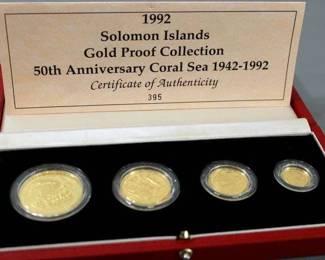 1992
Solomon Islands
Gold Proof Collection
50th Anniversary Coral Sea 1942-1992
Certificate of Authenticity
395